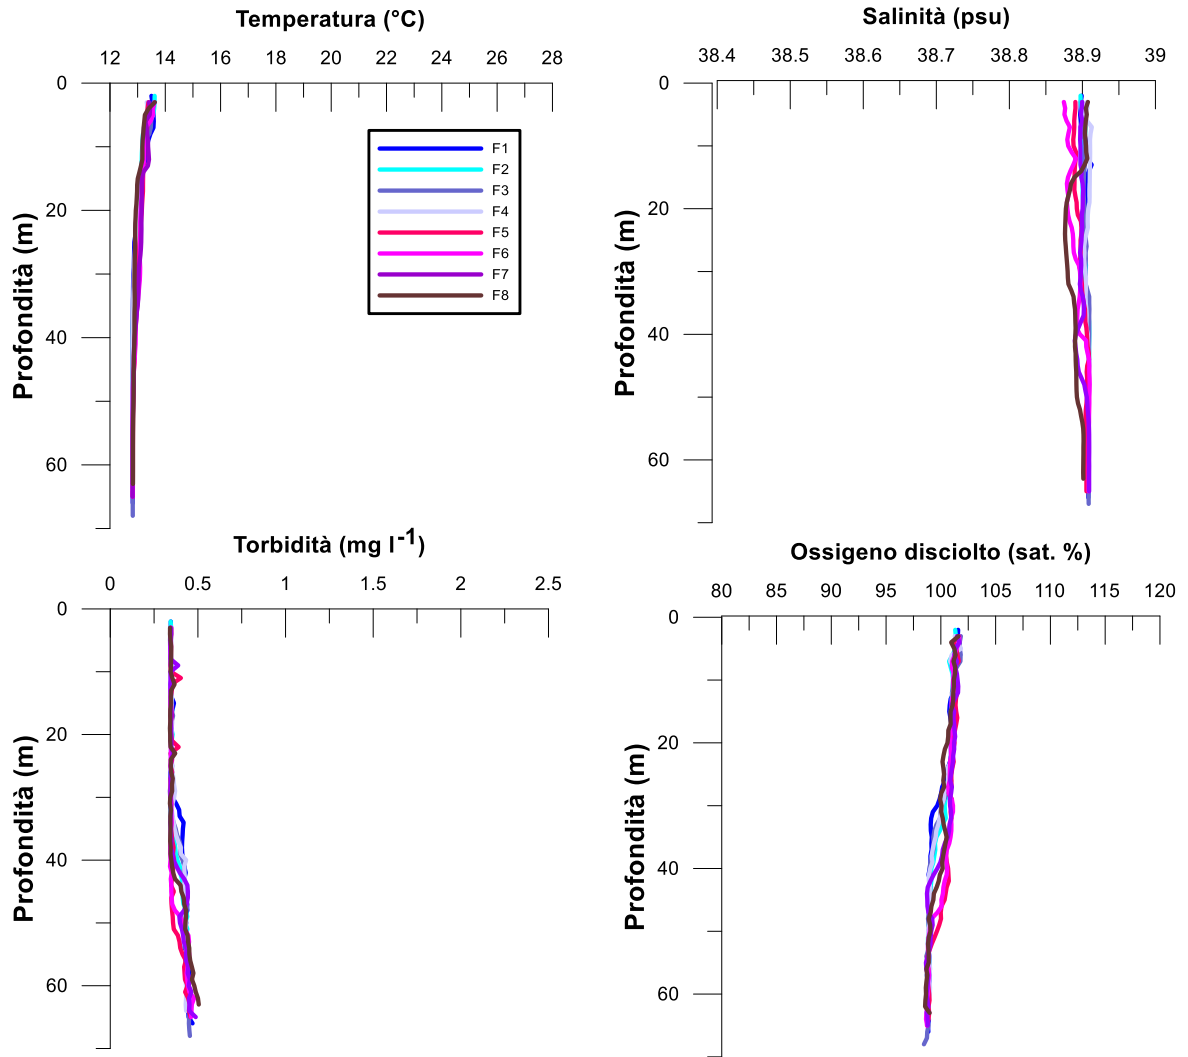 Temperatura (°C)
12 14 16 18 20 22 24 26 28
0
20
40
60
Profondità (m)
F1
F2
F3
F4
F5
F6
F7
F8
Salinità (psu)
38.4 38.5 38.6 38.7 38.8 38.9 39
0
20
40
60
Profondità (m)
Torbidità (mg l-1)
0 0.5 1 1.5 2 2.5
0
20
40
60
Profondità (m)
Ossigeno disciolto (sat. %)
80 85 90 95 100 105 110 115 120
0
20
40
60
Profondità (m)